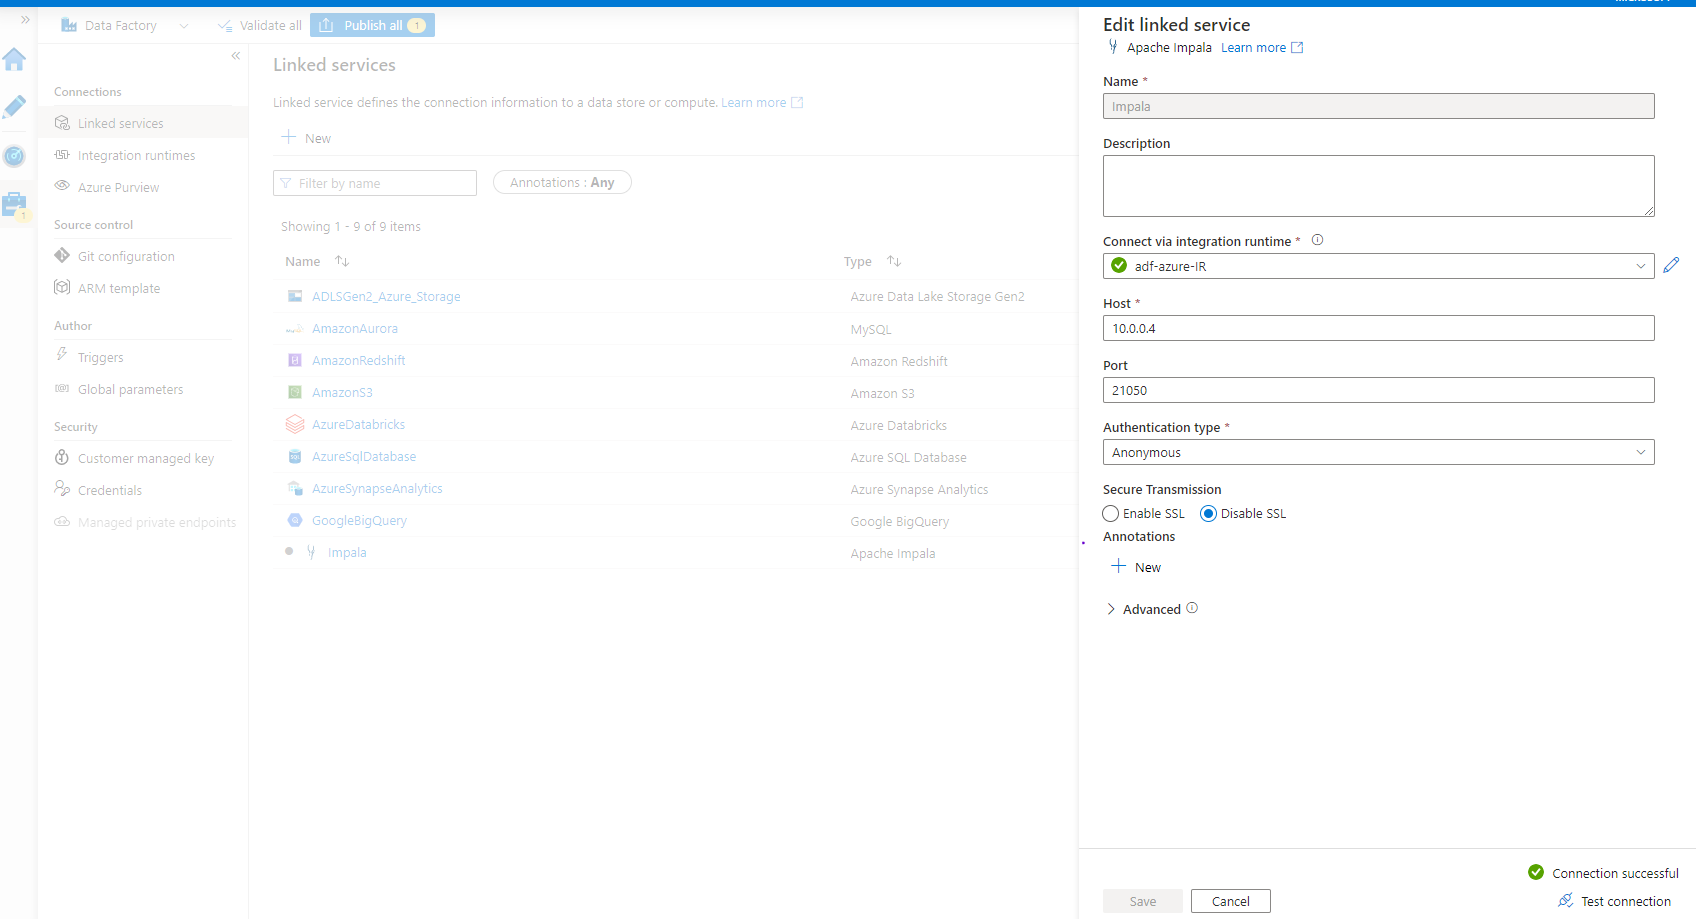 Data Factory
Validate all
Publish all 1
Connections
Linked services
Integration runtimes
Azure Purview
1
Source control
Git configuration
ARM template
Author
Triggers
Global parameters
Security
Customer managed key
Credentials
Managed private endpoints
Linked services
Linked service defines the connection information to a data store or compute. Learn more
New
Filter by name
Annotations : Any
Showing 1 - 9 of 9 items
Name Type
ADLSGen2_Azure_Storage Azure Data Lake Storage Gen2
AmazonAurora MySQL
AmazonRedshift Amazon Redshift
AmazonS3 Amazon S3
AzureDatabricks Azure Databricks
AzureSqlDatabase Azure SQL Database
AzureSynapseAnalytics Azure Synapse Analytics
GoogleBigQuery Google BigQuery
Impala Apache Impala
Edit linked service
Apache Impala Learn more
Name *
Impala
Description
Connect via integration runtime *
adf-azure-IR
Host *
10.0.0.4
Port
21050
Authentication type *
Anonymous
Secure Transmission
Enable SSL Disable SSL
Annotations
New
Advanced
Connection successful
Save Cancel Test connection